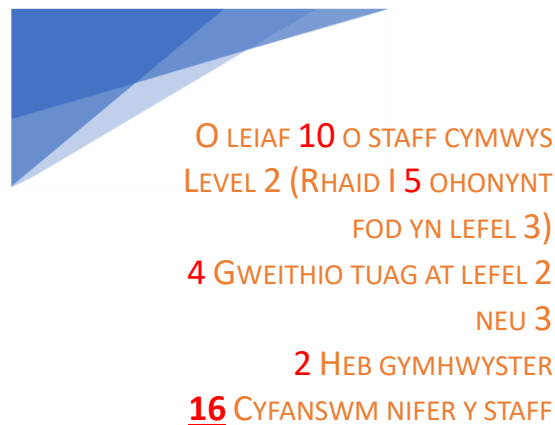 O LEIAF 10 O STAFF CYMWYS
LEVEL 2 (RHAID I 5 OHONYNT
FOD YN LEFEL 3)
4 GWEITHIO TUAG AT LEFEL 2
NEU 3
2 HEB GYMHWYSTER
16 CYFANSWM NIFER Y STAFF